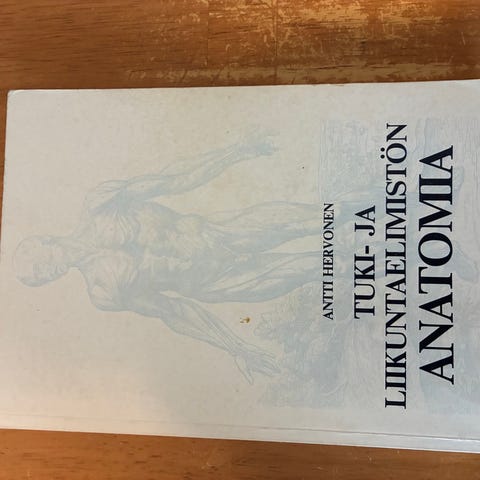 ANTTI HERVONEN
TUKI- JA
LIIKUNTAELIMISTÖN
ANATOMIA